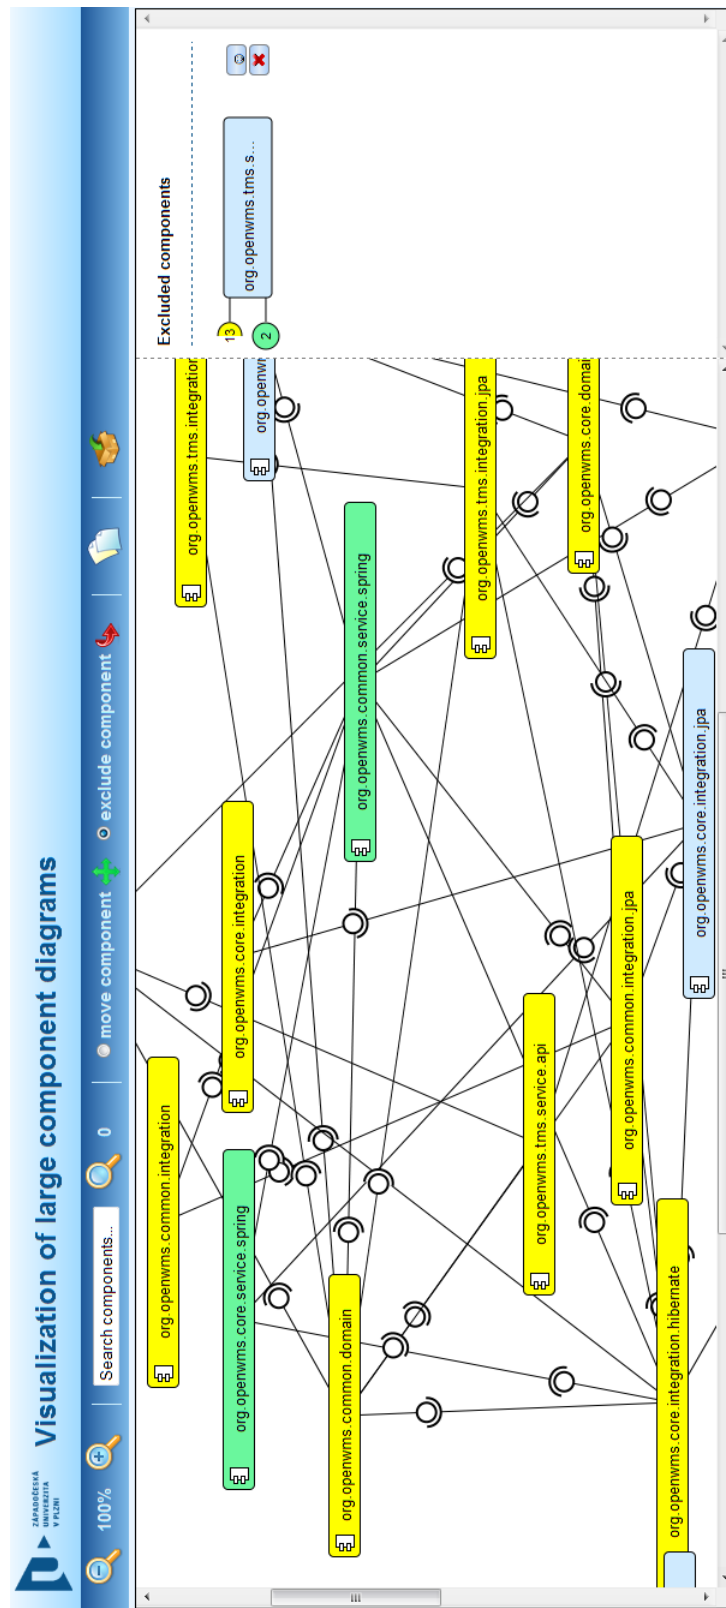 ZÁPADOČESKÁ
UNIVERZITA
V PLZNI
Visualization of large component diagrams
100%
Search components...
0
move component
exclude component
org.openwms.common.integration
org.openwms.core.integration
org.openwms.tms.integration
org.openwm
org.openwms.core.service.spring
org.openwms.common.service.spring
org.openwms.common.domain
org.openwms.tms.integration.jpa
org.openwms.tms.service.api
org.openwms.core.domai
org.openwms.common.integration.jpa
org.openwms.core.integration.hibernate
org.openwms.core.integration.jpa
Excluded components
13
2
org.openwms.tms.s...